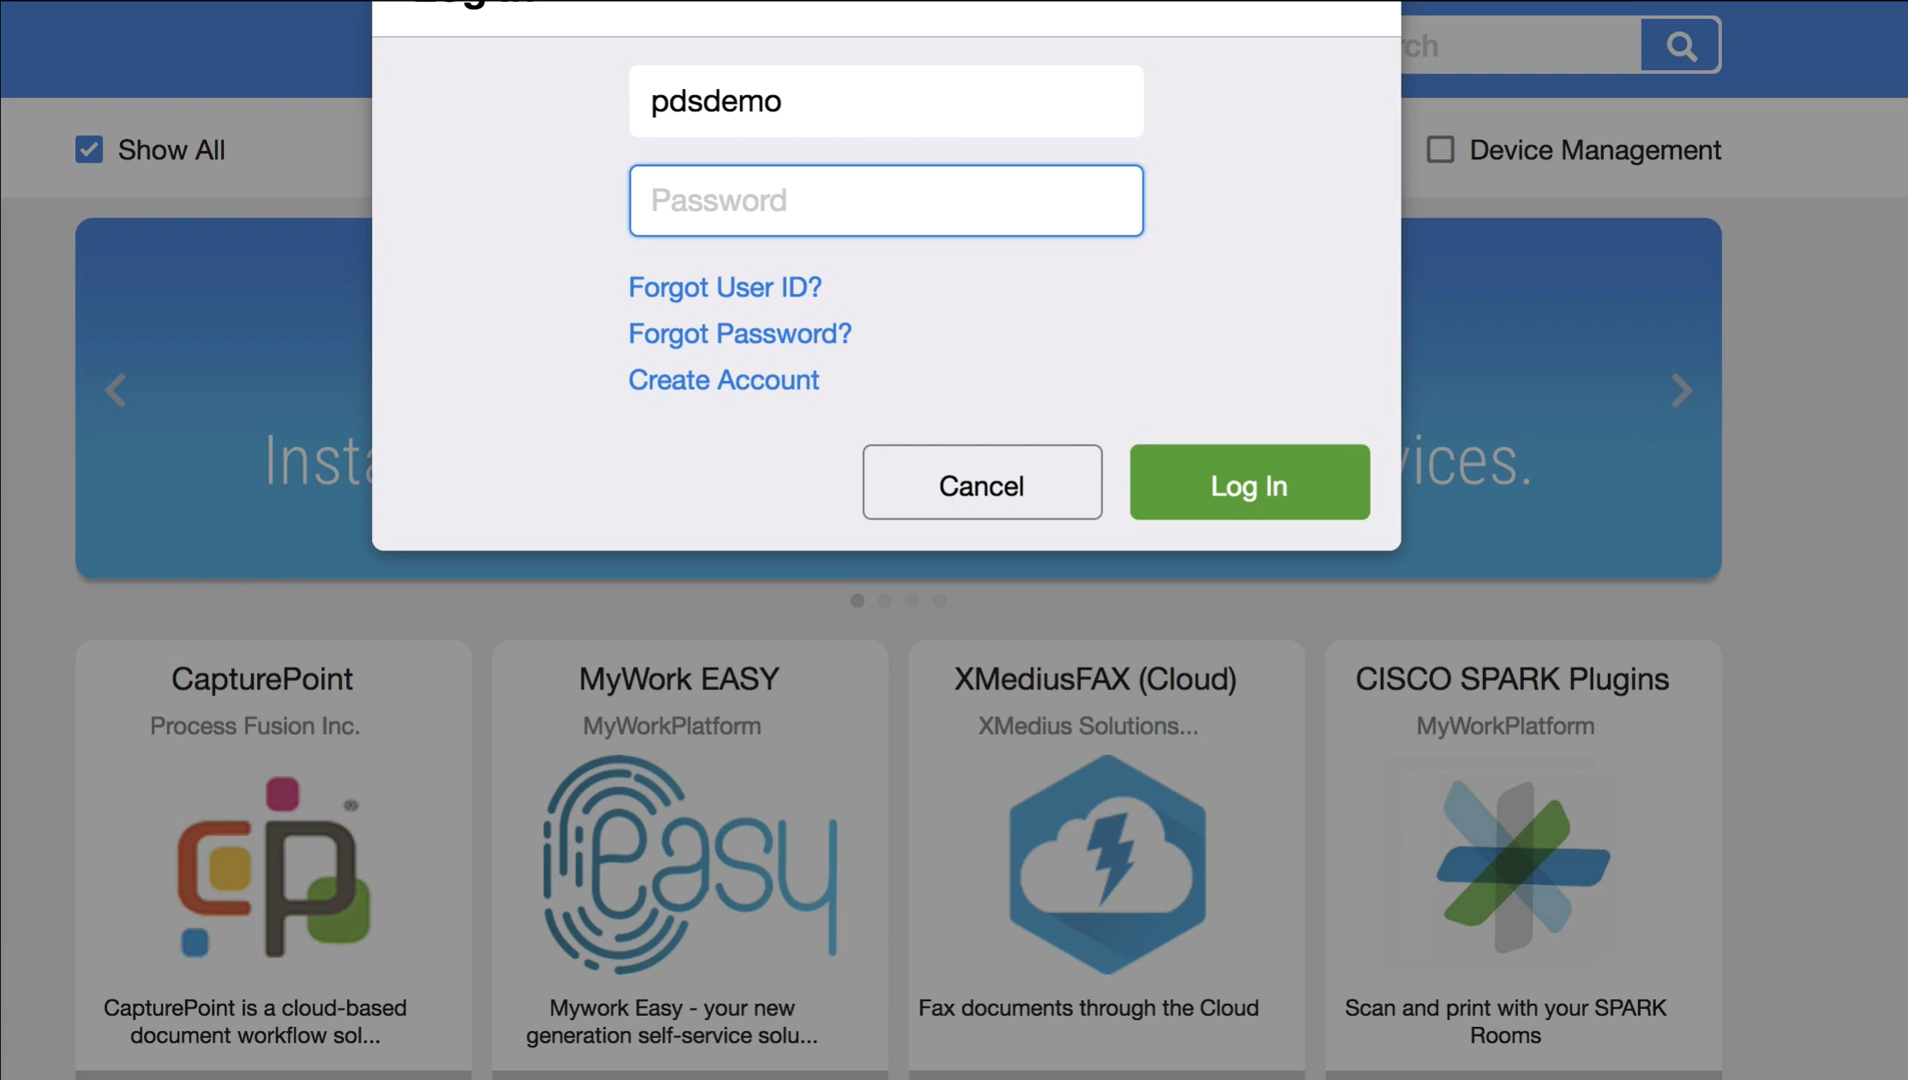 pdsdemo
Show All
Device Management
Password
Forgot User ID?
Forgot Password?
Create Account
Cancel
Log In
CapturePoint
Process Fusion Inc.
CapturePoint is a cloud-based
document workflow sol...
MyWork EASY
MyWorkPlatform
easy
Mywork Easy - your new
generation self-service solu...
XMediusFAX (Cloud)
XMedius Solutions...
Fax documents through the Cloud
CISCO SPARK Plugins
MyWorkPlatform
Scan and print with your SPARK
Rooms